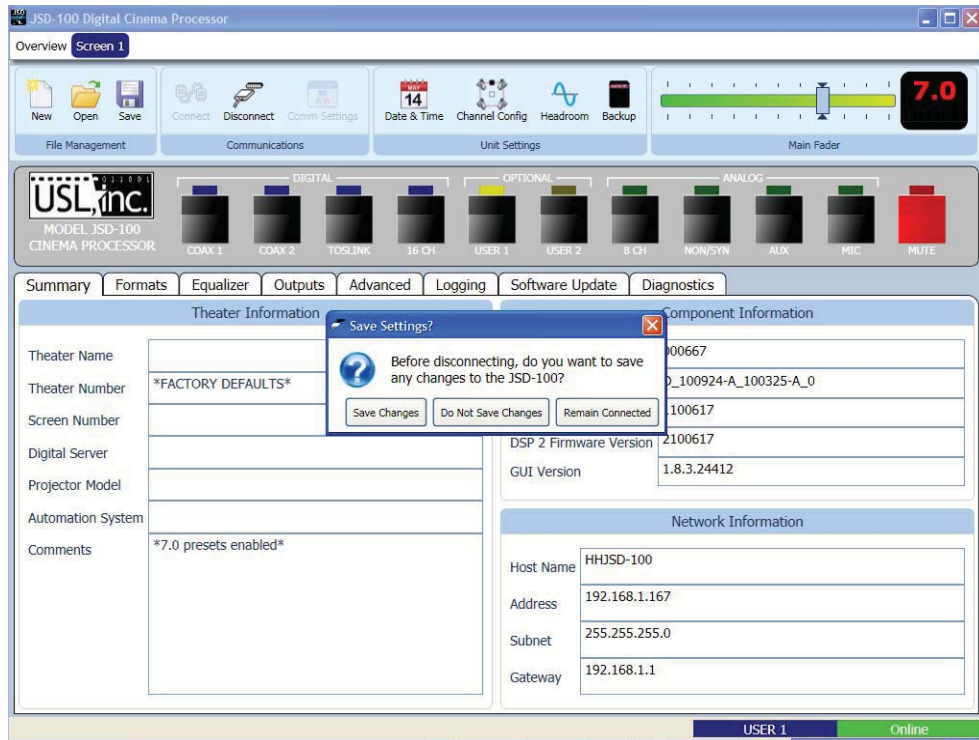 JSD-100 Digital Cinema Processor
Overview Screen 1
New Open Save Connect Disconnect Comm Settings MAY 14 Date & Time Channel Config Headroom Backup 7.0
File Management Communications Unit Settings Main Fader
USL, inc.
MODEL JSD-100
CINEMA PROCESSOR
DIGITAL OPTIONAL ANALOG
COAX 1 COAX 2 TOSLINK 16 CH USER 1 USER 2 8 CH NON/SYN AUX MIC MUTE
Summary Formats Equalizer Outputs Advanced Logging Software Update Diagnostics
Theater Information
Theater Name
Theater Number *FACTORY DEFAULTS*
Screen Number
Digital Server
Projector Model
Automation System
Comments *7.0 presets enabled*
Save Settings?
Before disconnecting, do you want to save
any changes to the JSD-100?
Save Changes Do Not Save Changes Remain Connected
Component Information
000667
_100924-A_100325-A_0
100617
DSP 2 Firmware Version 2100617
GUI Version 1.8.3.24412
Network Information
Host Name HHJSD-100
Address 192.168.1.167
Subnet 255.255.255.0
Gateway 192.168.1.1
USER 1 Online